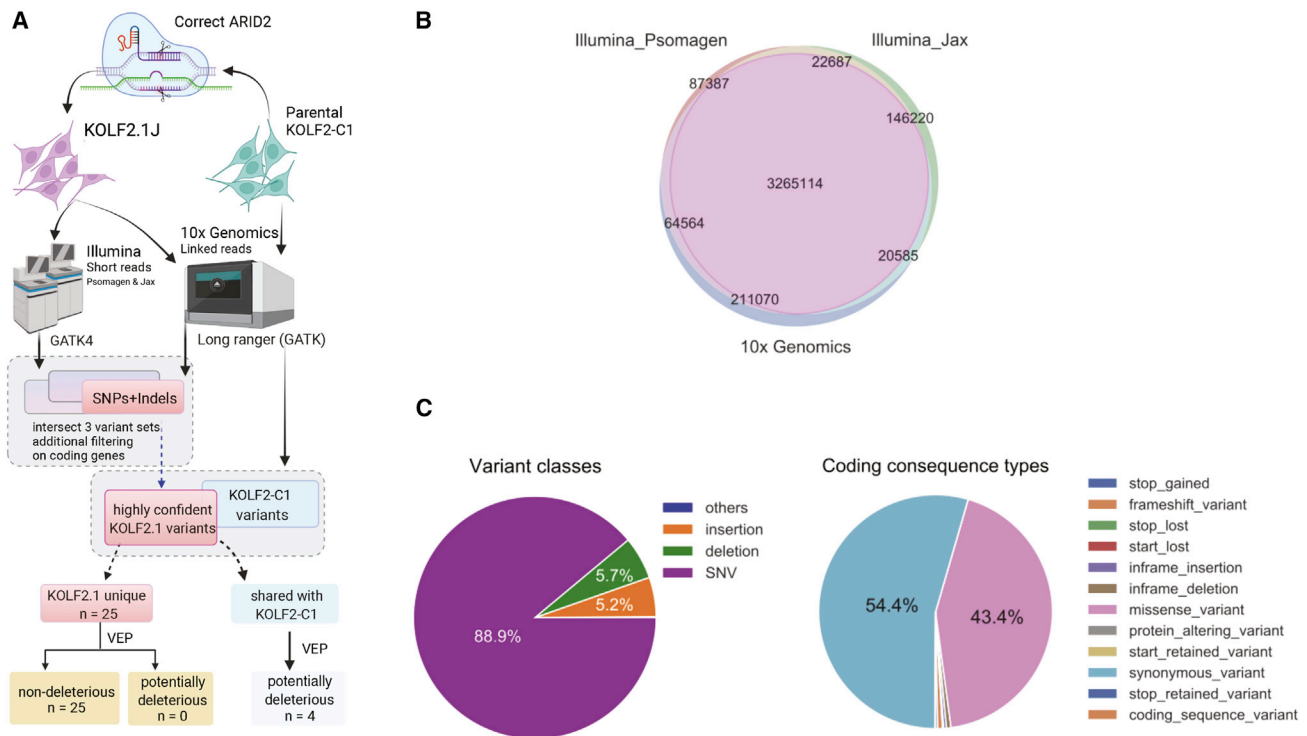 A
Correct ARID2
KOLF2.1J
Parental
KOLF2-C1
Illumina
Short reads
Psomagen & Jax
10x Genomics
Linked reads
GATK4
Long ranger (GATK)
SNPs+Indels
intersect 3 variant sets
additional filtering
on coding genes
highly confident
KOLF2.1 variants
KOLF2-C1
variants
KOLF2.1 unique
n = 25
shared with
KOLF2-C1
VEP
VEP
non-deleterious
n = 25
potentially
deleterious
n = 0
potentially
deleterious
n = 4
B
Illumina_Psomagen
Illumina_Jax
87387
22687
146220
3265114
64564
20585
211070
10x Genomics
C
Variant classes
others
insertion
deletion
SNV
5.7%
5.2%
88.9%
Coding consequence types
54.4%
43.4%
stop_gained
frameshift_variant
stop_lost
start_lost
inframe_insertion
inframe_deletion
missense_variant
protein_altering_variant
start_retained_variant
synonymous_variant
stop_retained_variant
coding_sequence_variant